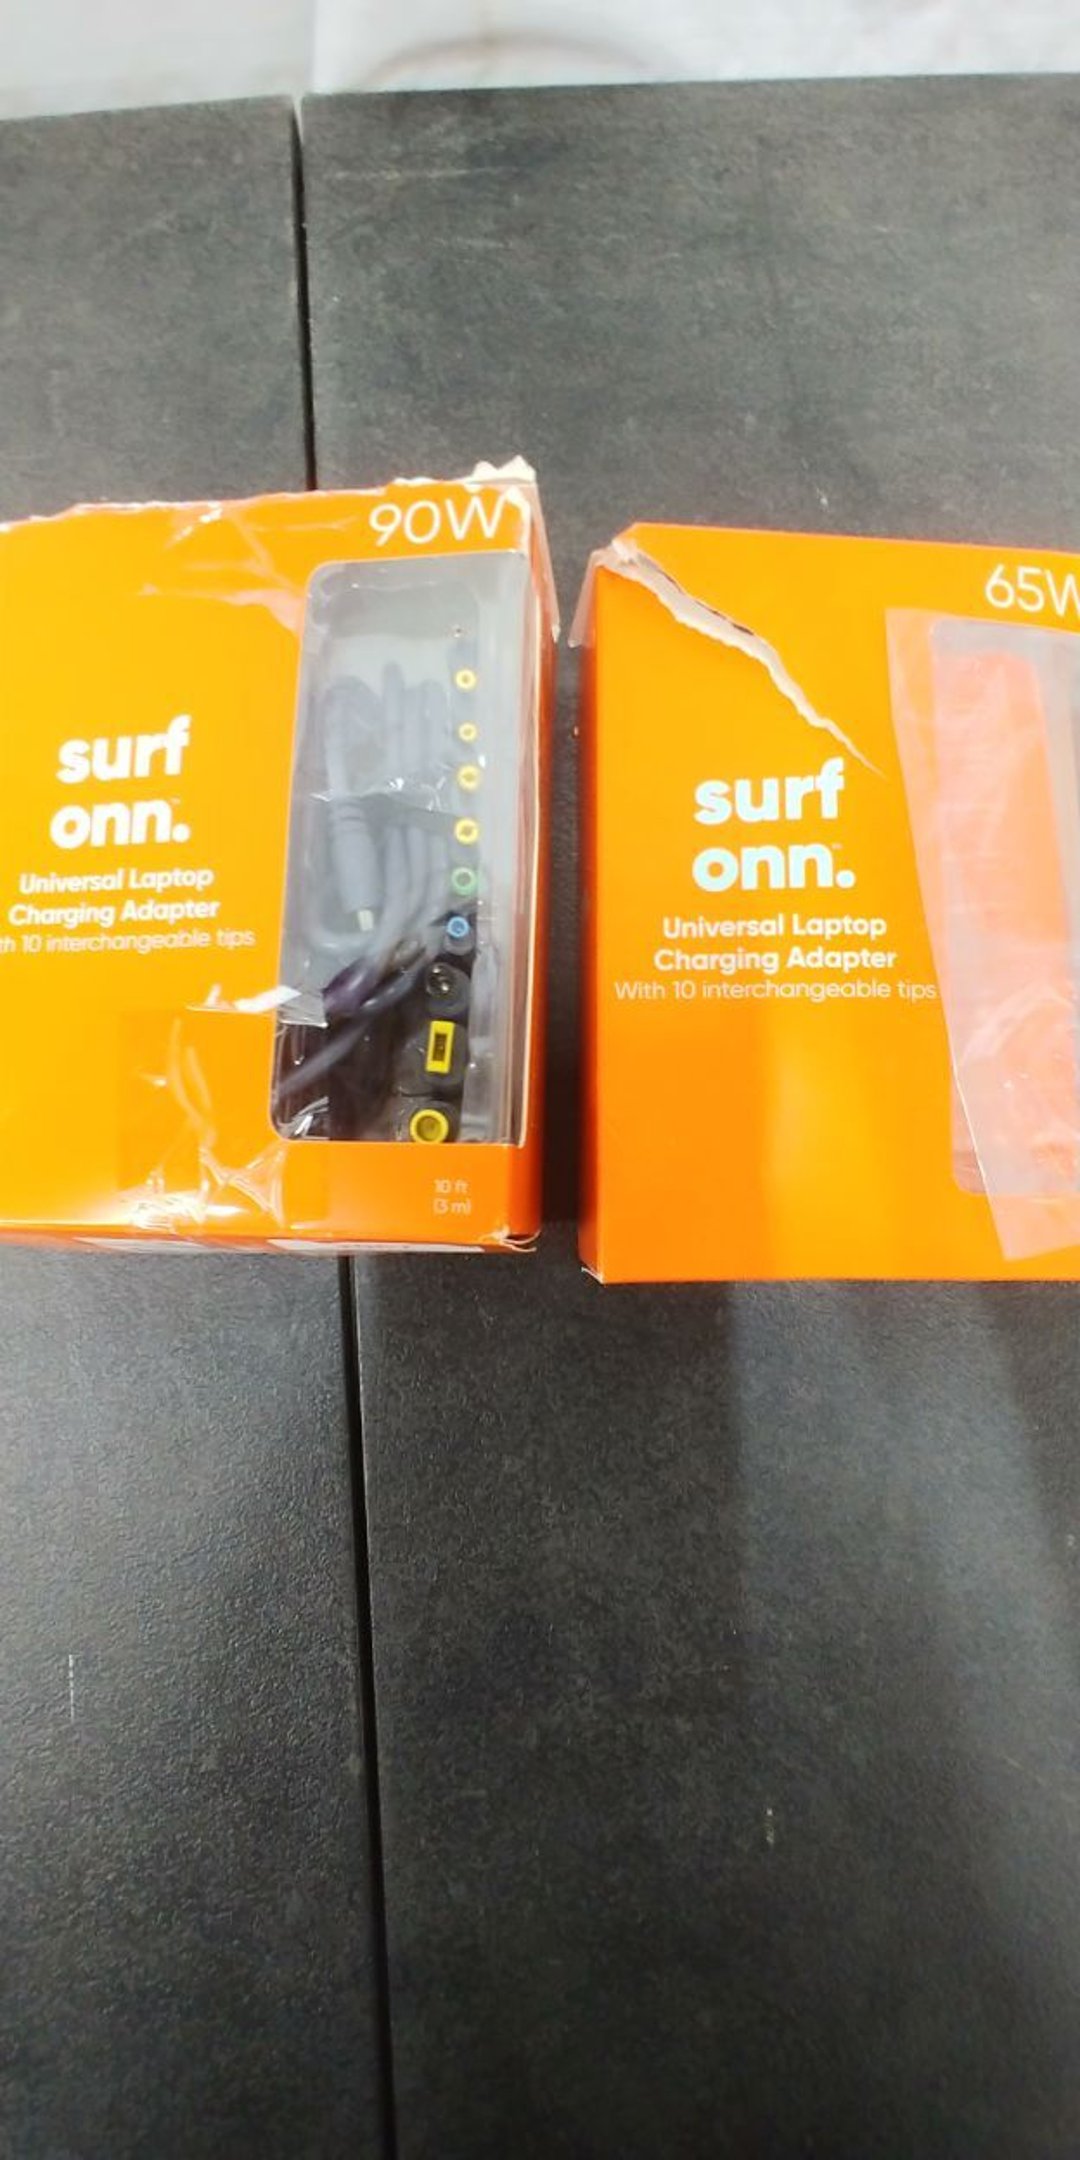 90W
surf
onn.
Universal Laptop
Charging Adapter
th 10 interchangeable tips
10 ft
(3 m)
65W
surf
onn.
Universal Laptop
Charging Adapter
With 10 interchangeable tips